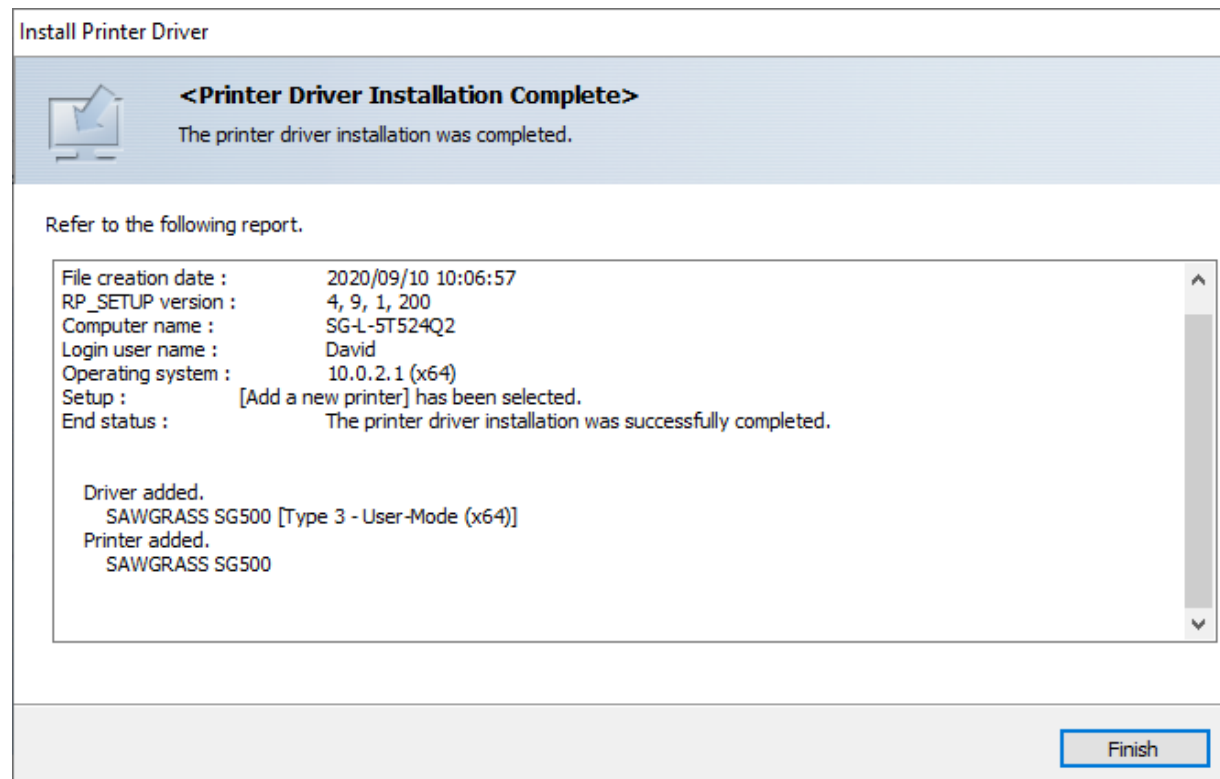 Install Printer Driver
<Printer Driver Installation Complete>
The printer driver installation was completed.
Refer to the following report.
File creation date : 2020/09/10 10:06:57
RP_SETUP version : 4, 9, 1, 200
Computer name : SG-L-5T524Q2
Login user name : David
Operating system : 10.0.2.1 (x64)
Setup : [Add a new printer] has been selected.
End status : The printer driver installation was successfully completed.
Driver added.
SAWGRASS SG500 [Type 3 - User-Mode (x64)]
Printer added.
SAWGRASS SG500
Finish